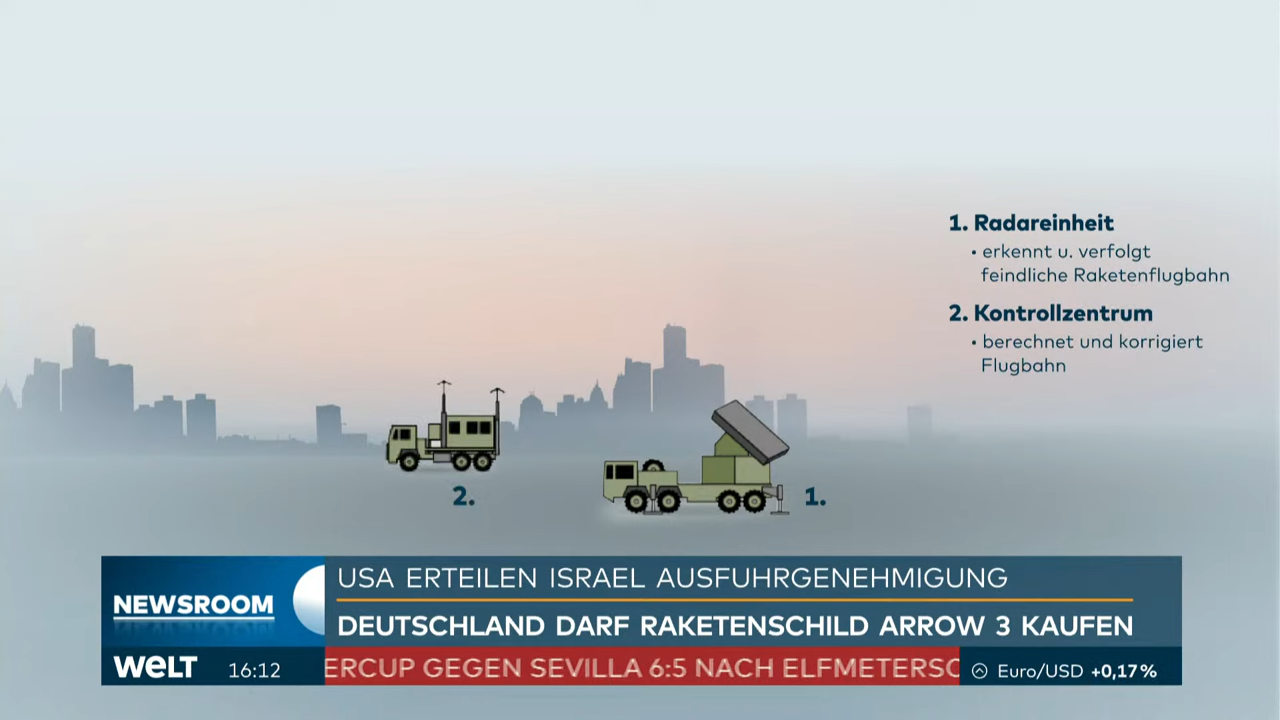 1. Radareinheit
• erkennt u. verfolgt
feindliche Raketenflugbahn
2. Kontrollzentrum
• berechnet und korrigiert
Flugbahn
2.
1.
USA ERTEILEN ISRAEL AUSFUHRGENEHMIGUNG
NEWSROOM
DEUTSCHLAND DARF RAKETENSCHILD ARROW 3 KAUFEN
WELT 16:12 ERCUP GEGEN SEVILLA 6:5 NACH ELFMETERSC Euro/USD +0,17%